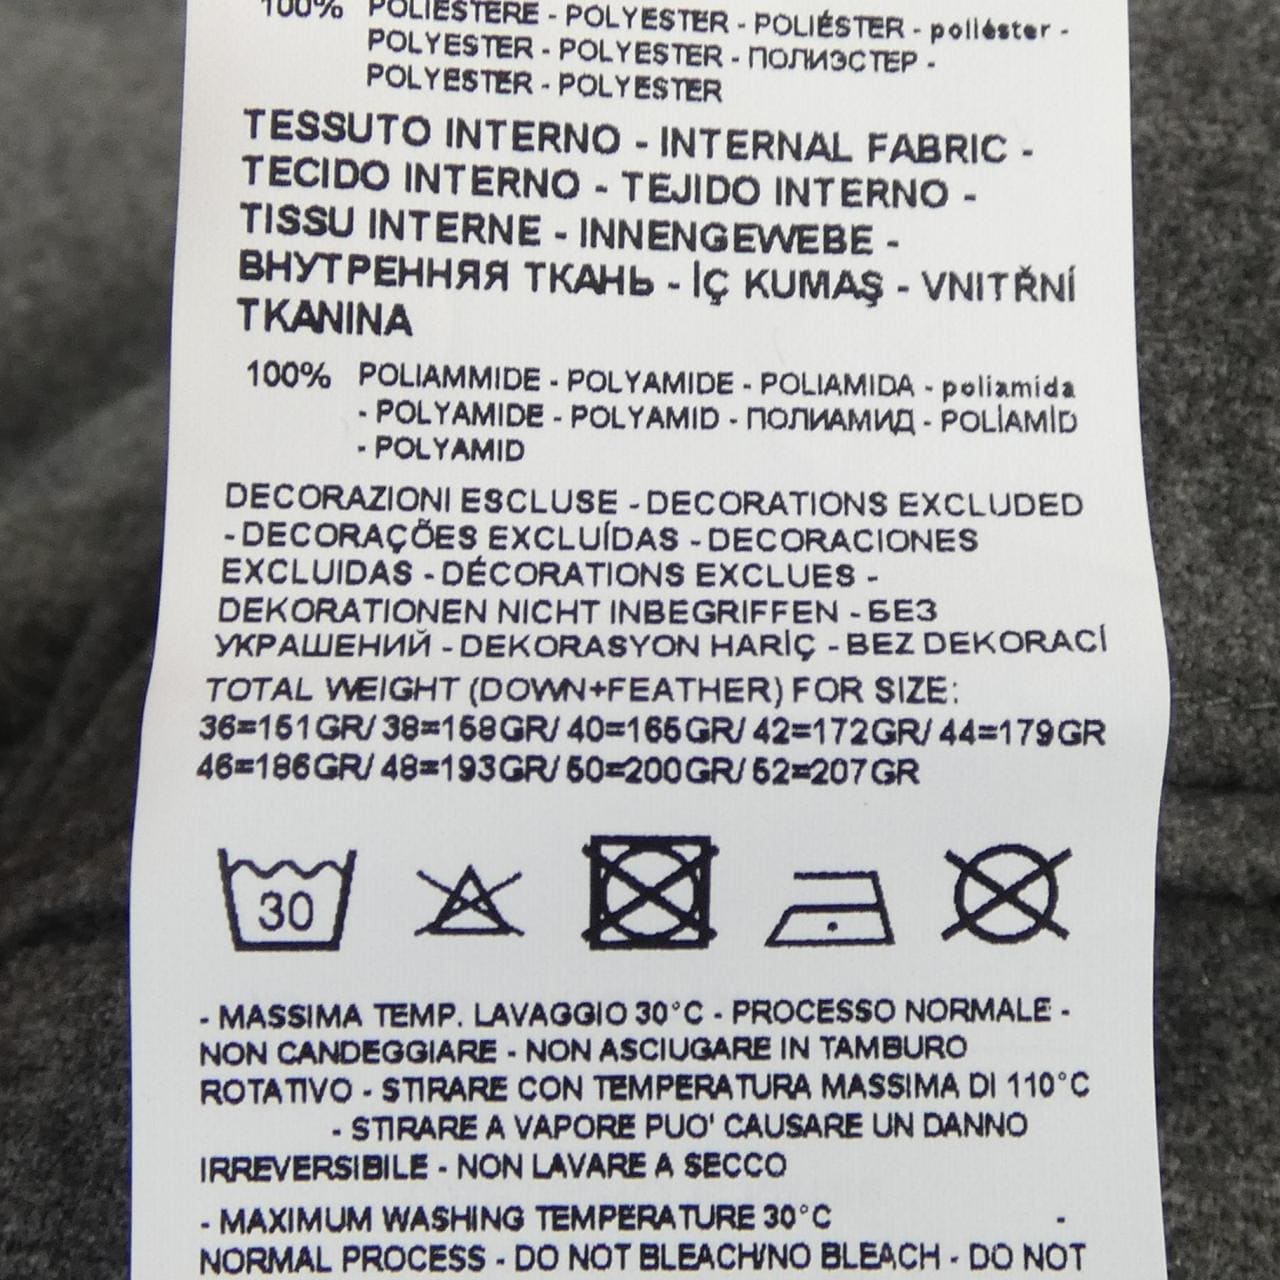 100% POLIESTERE - POLYESTER - POLIÉSTER - poliéster -
POLYESTER - POLYESTER - ПОЛИЭСТЕР -
POLYESTER - POLYESTER
TESSUTO INTERNO - INTERNAL FABRIC -
TECIDO INTERNO - TEJIDO INTERNO -
TISSU INTERNE - INNENGEWEBE -
ВНУТРЕННЯЯ ТКАНЬ - İÇ KUMAŞ - VNITŘNÍ
TKANINA
100% POLIAMMIDE - POLYAMIDE - POLIAMIDA - poliamida
- POLYAMIDE - POLYAMID - ПОЛИАМИД - POLİAMİD
- POLYAMID
DECORAZIONI ESCLUSE - DECORATIONS EXCLUDED
- DECORAÇÕES EXCLUÍDAS - DECORACIONES
EXCLUIDAS - DÉCORATIONS EXCLUES -
DEKORATIONEN NICHT INBEGRIFFEN - БЕЗ
УКРАШЕНИЙ - DEKORASYON HARİÇ - BEZ DEKORACÍ
TOTAL WEIGHT (DOWN+FEATHER) FOR SIZE:
36=151GR/ 38=158GR/ 40=165GR/ 42=172GR/ 44=179GR
46=186GR/ 48=193GR/ 50=200GR/ 52=207GR
30
- MASSIMA TEMP. LAVAGGIO 30°C - PROCESSO NORMALE -
NON CANDEGGIARE - NON ASCIUGARE IN TAMBURO
ROTATIVO - STIRARE CON TEMPERATURA MASSIMA DI 110°C
- STIRARE A VAPORE PUO' CAUSARE UN DANNO
IRREVERSIBILE - NON LAVARE A SECCO
- MAXIMUM WASHING TEMPERATURE 30°C -
NORMAL PROCESS - DO NOT BLEACH/NO BLEACH - DO NOT